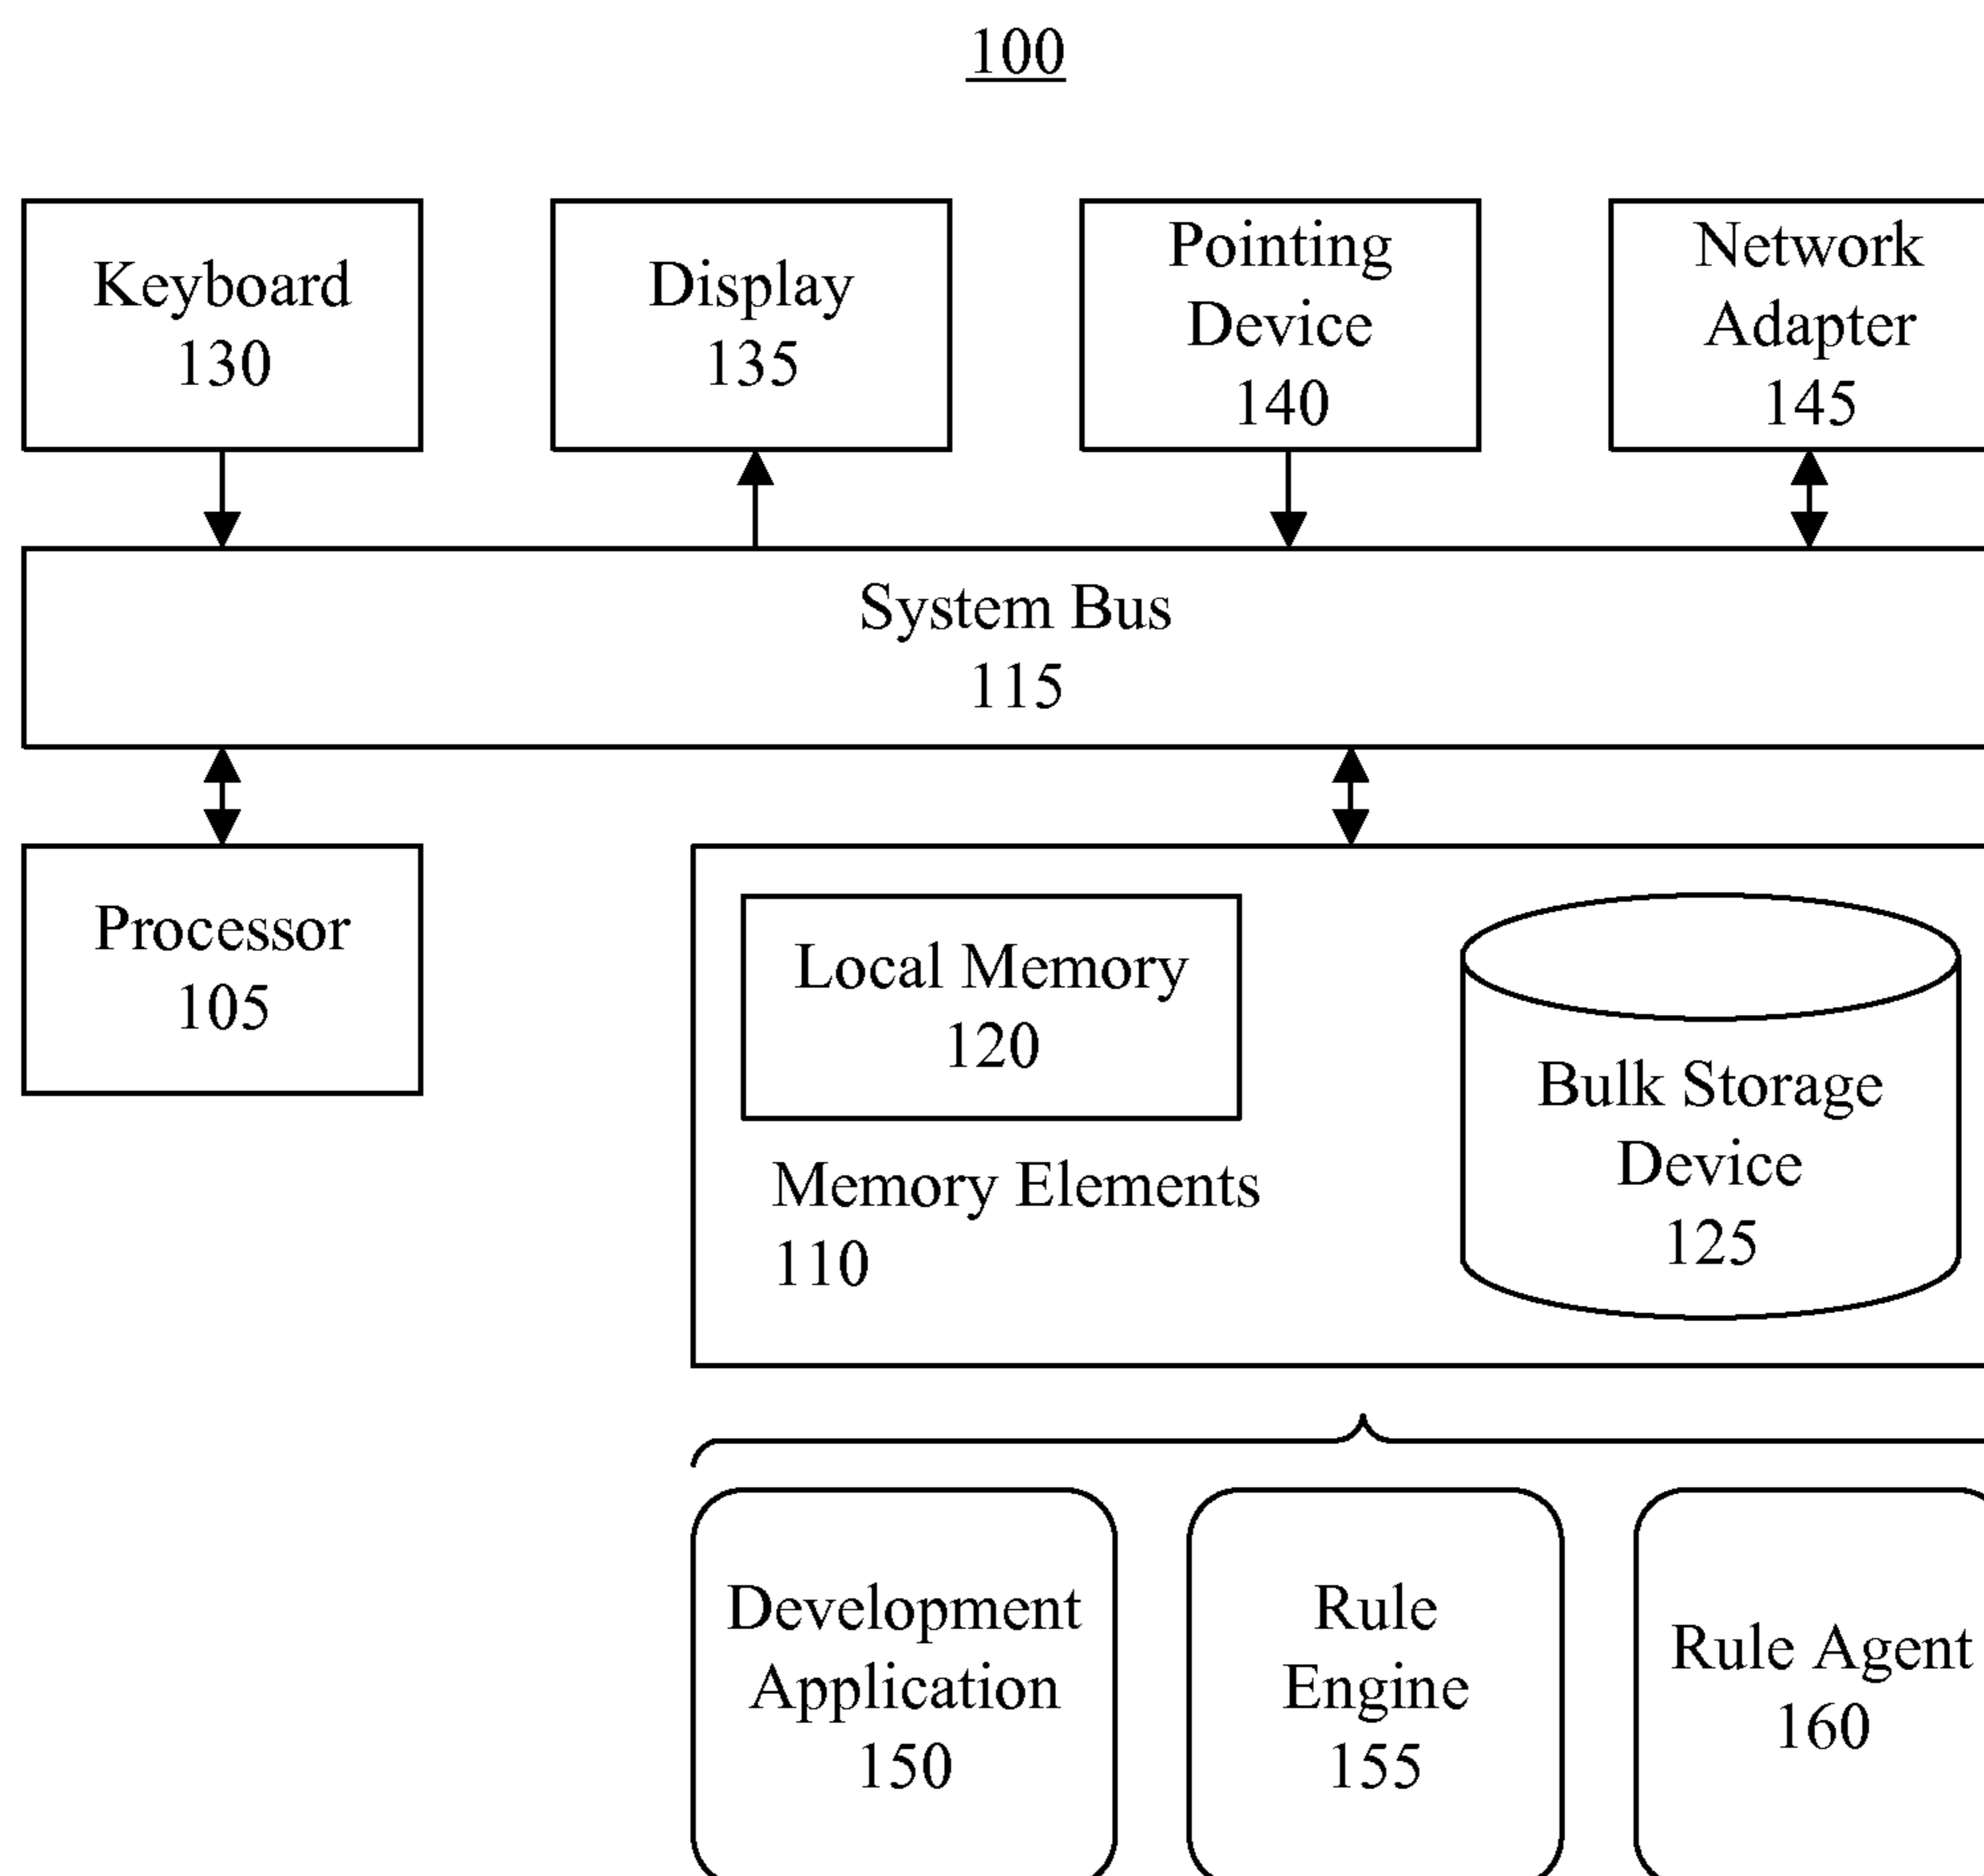 100
Keyboard
130
Display
135
Pointing
Device
140
Network
Adapter
145
System Bus
115
Processor
105
Local Memory
120
Memory Elements
110
Bulk Storage
Device
125
Development
Application
150
Rule
Engine
155
Rule Agent
160